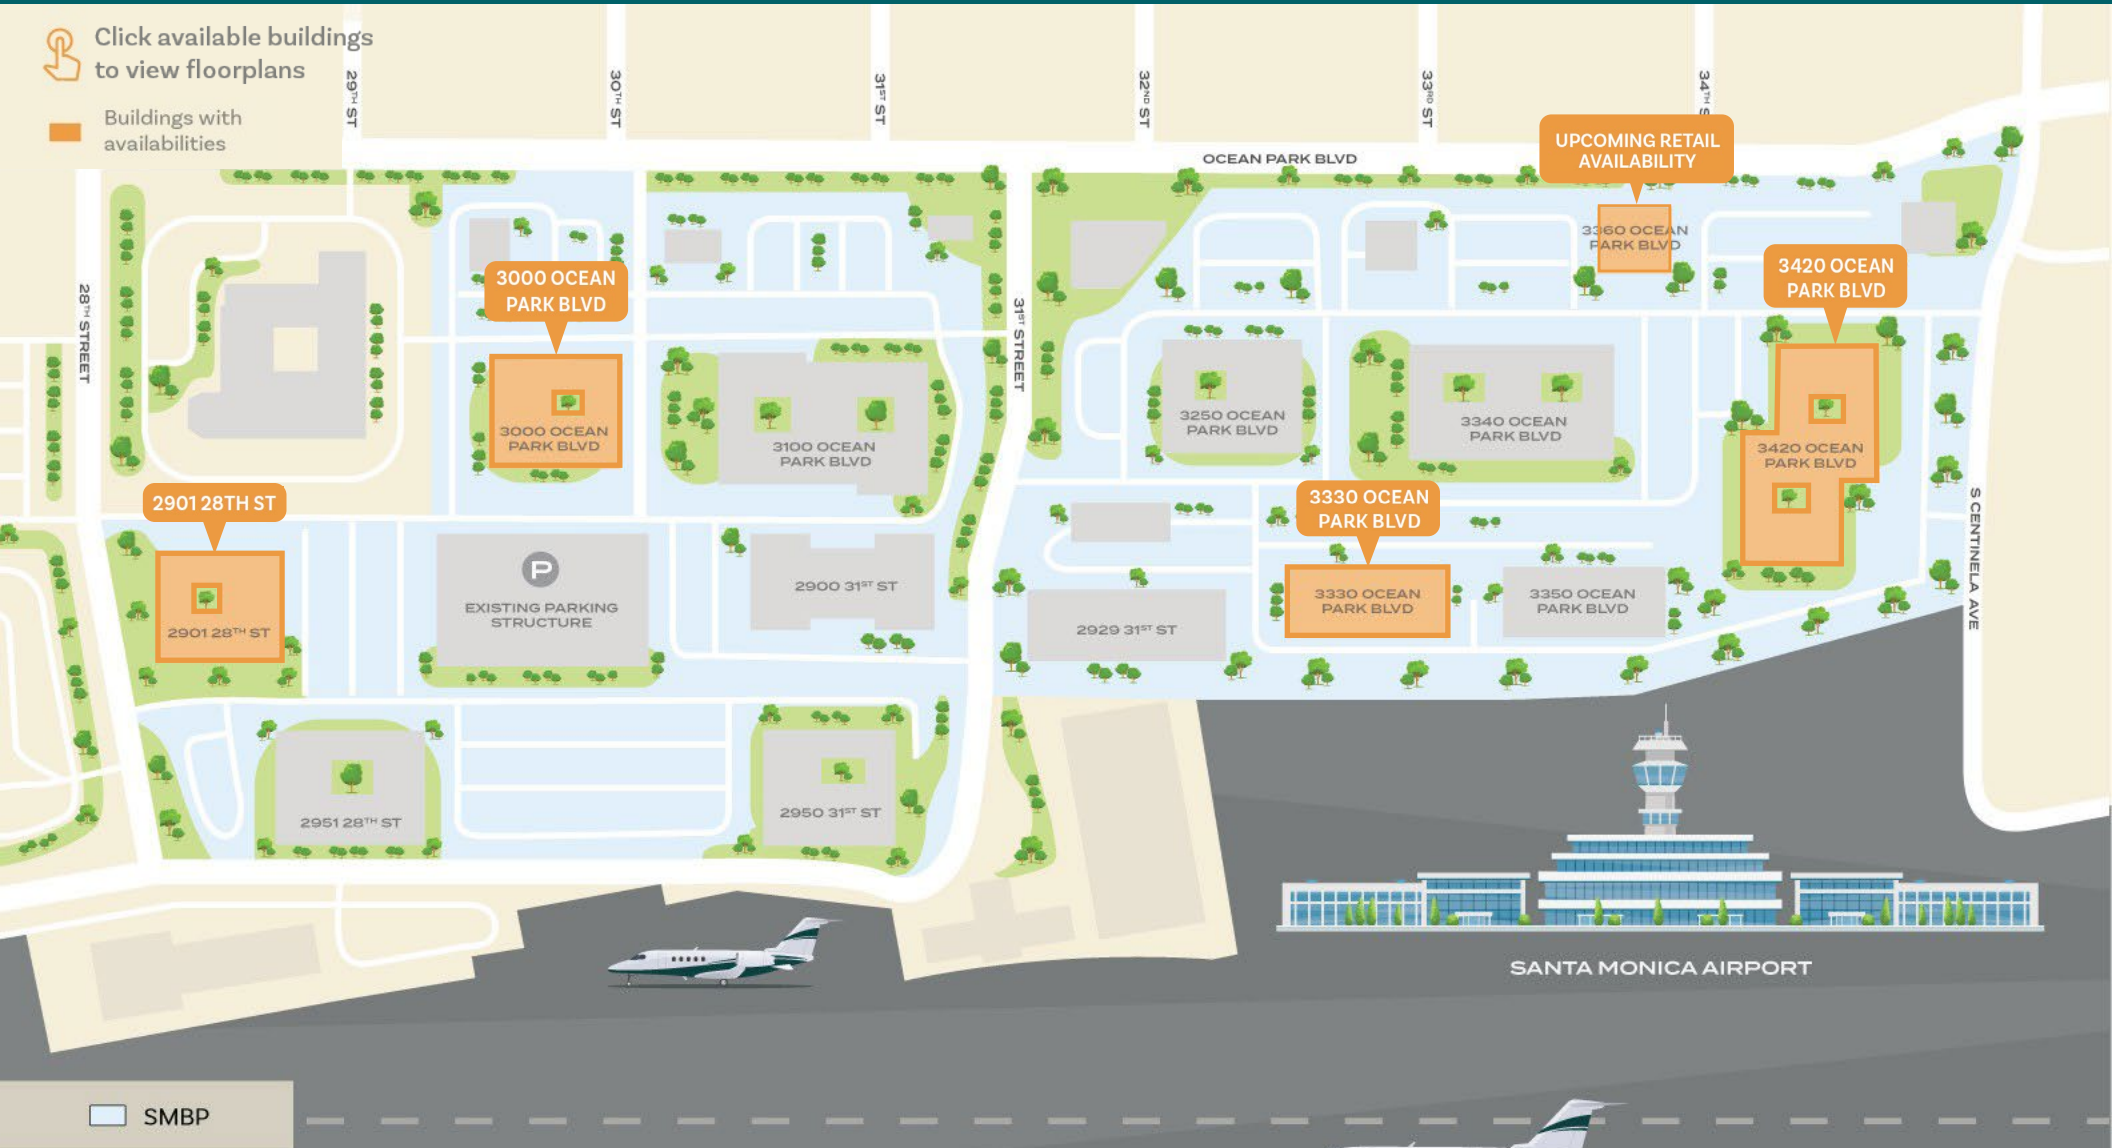 Click available buildings
to view floorplans
Buildings with
availabilities
29TH ST
30TH ST
31ST ST
32ND ST
33RD ST
34TH S
OCEAN PARK BLVD
UPCOMING RETAIL
AVAILABILITY
3360 OCEAN
PARK BLVD
3420 OCEAN
PARK BLVD
3000 OCEAN
PARK BLVD
28TH STREET
31ST STREET
3000 OCEAN
PARK BLVD
3100 OCEAN
PARK BLVD
3250 OCEAN
PARK BLVD
3340 OCEAN
PARK BLVD
3420 OCEAN
PARK BLVD
2901 28TH ST
3330 OCEAN
PARK BLVD
S CENTINELA AVE
P
EXISTING PARKING
STRUCTURE
2900 31ST ST
3330 OCEAN
PARK BLVD
3350 OCEAN
PARK BLVD
2901 28TH ST
2929 31ST ST
2951 28TH ST
2950 31ST ST
SANTA MONICA AIRPORT
SMBP